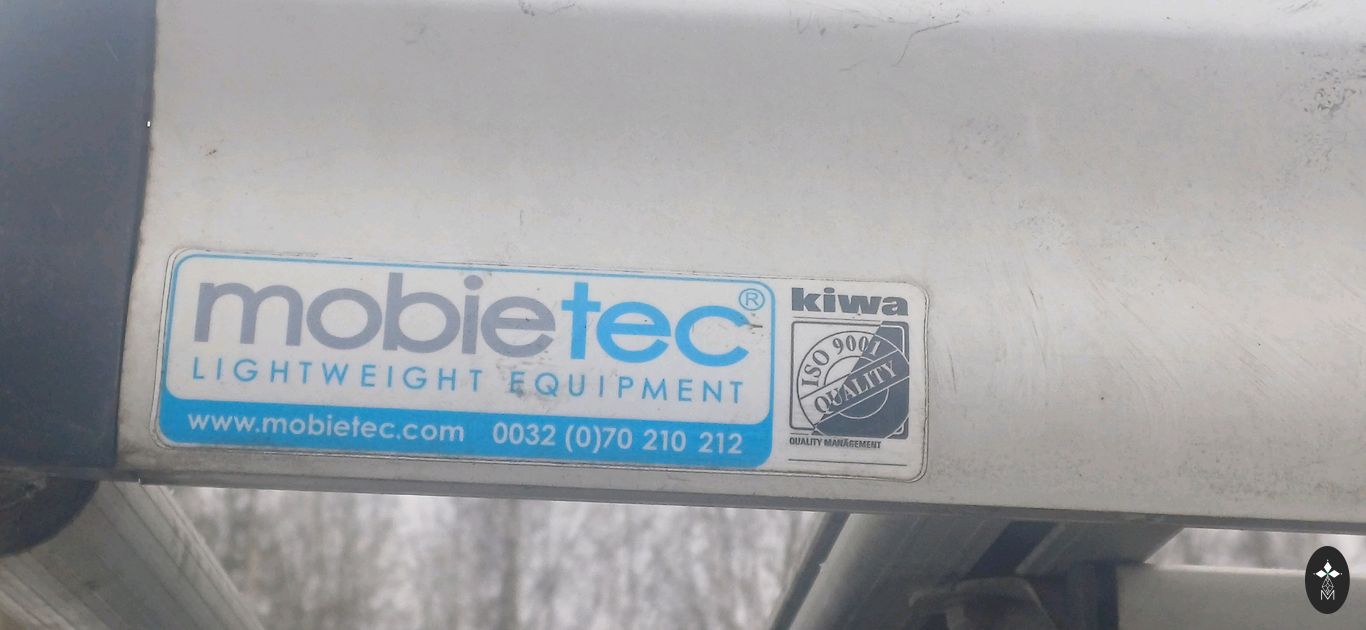 mobietec®
LIGHTWEIGHT EQUIPMENT
www.mobietec.com 0032 (0)70 210 212
kiwa
ISO 9001
QUALITY
QUALITY MANAGEMENT
M